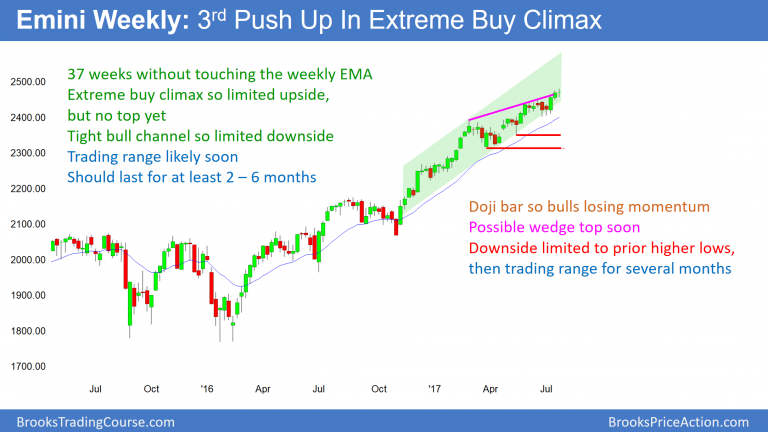 Emini Weekly: 3rd Push Up In Extreme Buy Climax
37 weeks without touching the weekly EMA
Extreme buy climax so limited upside,
but no top yet
Tight bull channel so limited downside
Trading range likely soon
Should last for at least 2 – 6 months
Doji bar so bulls losing momentum
Possible wedge top soon
Downside limited to prior higher lows,
then trading range for several months
2500.00
2400.00
2300.00
2200.00
2100.00
2000.00
1900.00
1800.00
1700.00
Jul Oct '16 Apr Jul Oct '17 Apr Jul
BrooksTradingCourse.com BrooksPriceAction.com